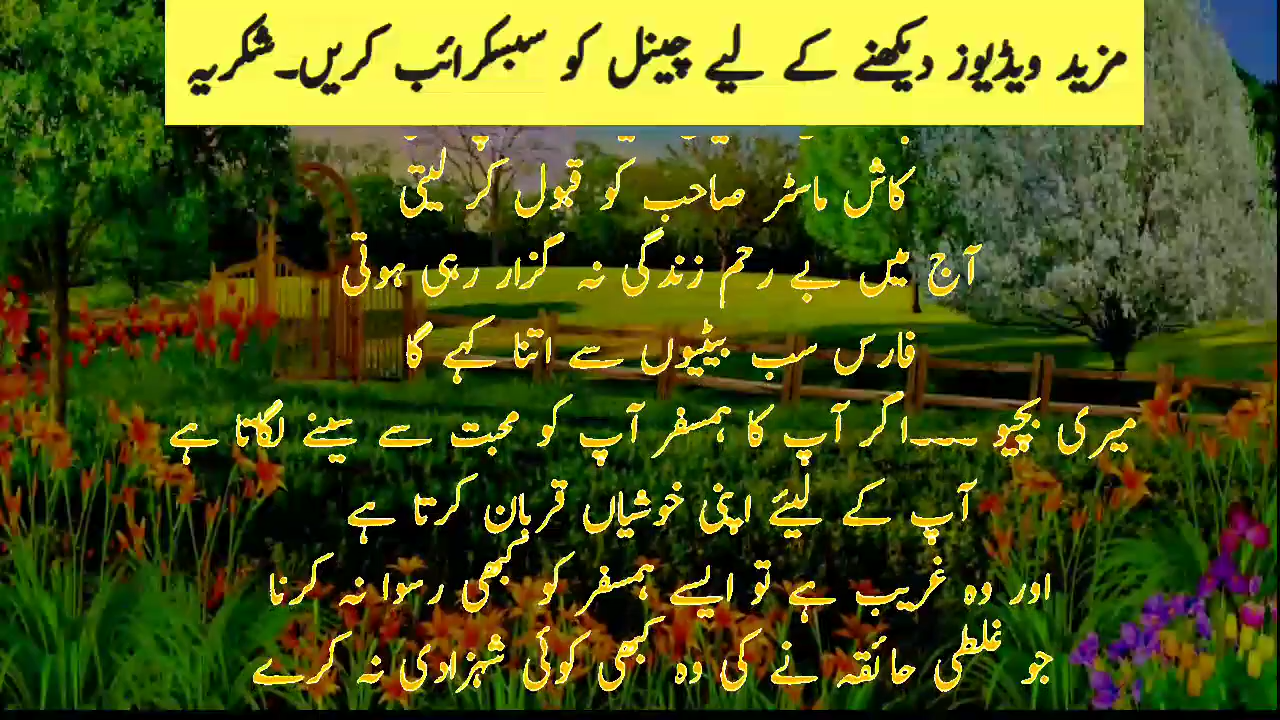 مزید ویڈیوز دیکھنے کے لیے چینل کو سبسکرائب کریں۔شکریہ
کاش ماسٹر صاحب کو قبول کر لیتی
آج میں بے رحم زندگی نہ گزار رہی ہوتی
فارس سب بیٹیوں سے اتنا کہے گا
میری بچیو ۔۔۔اگر آپ کا ہمسفر آپ کو محبت سے سینے لگاتا ہے
آپ کے لیئے اپنی خوشیاں قربان کرتا ہے
اور وہ غریب ہے تو ایسے ہمسفر کو کبھی رسوا نہ کرنا
جو غلطی حائقہ نے کی وہ کبھی کوئی شہزادی نہ کرے